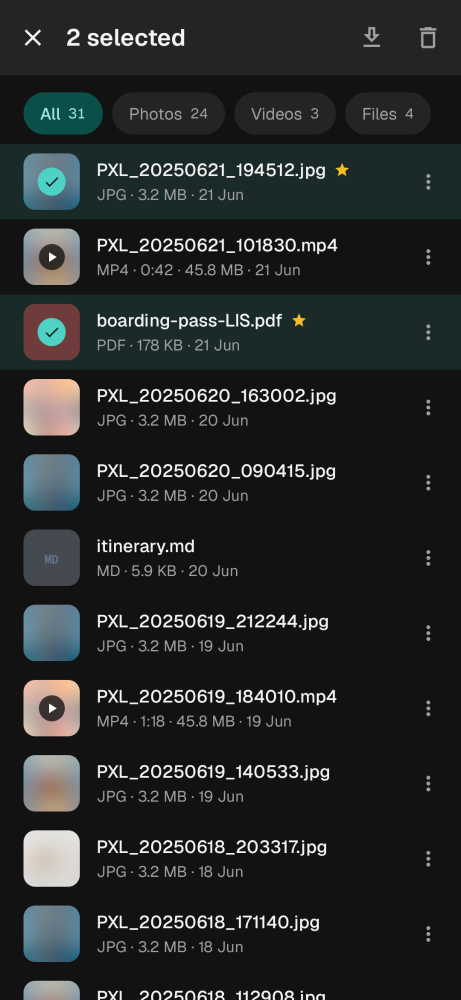 2 selected
All 31
Photos 24
Videos 3
Files 4
PXL_20250621_194512.jpg
JPG · 3.2 MB · 21 Jun
PXL_20250621_101830.mp4
MP4 · 0:42 · 45.8 MB · 21 Jun
boarding-pass-LIS.pdf
PDF · 178 KB · 21 Jun
PXL_20250620_163002.jpg
JPG · 3.2 MB · 20 Jun
PXL_20250620_090415.jpg
JPG · 3.2 MB · 20 Jun
MD
itinerary.md
MD · 5.9 KB · 20 Jun
PXL_20250619_212244.jpg
JPG · 3.2 MB · 19 Jun
PXL_20250619_184010.mp4
MP4 · 1:18 · 45.8 MB · 19 Jun
PXL_20250619_140533.jpg
JPG · 3.2 MB · 19 Jun
PXL_20250618_203317.jpg
JPG · 3.2 MB · 18 Jun
PXL_20250618_171140.jpg
JPG · 3.2 MB · 18 Jun
PXL_20250618_112908.jpg